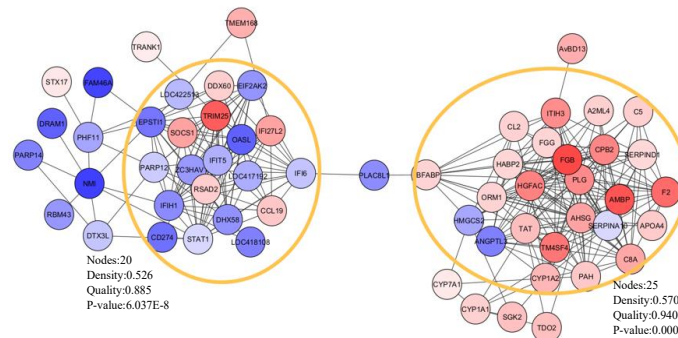 TMEM168
TRANK1
AvBD13
STX17
FAM46A
LOC422513
DDX60
EIF2AK2
ITIH3
A2ML4
C5
TRIM25
DRAM1
EPSTI1
SOCS1
OASL
IFI27L2
CL2
FGG
CPB2
SERPIND1
PHF11
PARP14
PARP12
ZC3HAV1
IFIT5
LOC417192
IFI6
PLAC8L1
BFABP
HABP2
FGB
PLG
NMI
RSAD2
HGFAC
AMBP
F2
RBM43
IFIH1
CCL19
ORM1
DHX58
HMGCS2
TAT
AHSG
SERPINA10
APOA4
DTX3L
CD274
STAT1
LOC418108
ANGPTL3
TM4SF4
C8A
Nodes:20
Density:0.526
Quality:0.885
P-value:6.037E-8
CYP7A1
CYP1A2
PAH
CYP1A1
SGK2
TDO2
Nodes:25
Density:0.570
Quality:0.940
P-value:0.000